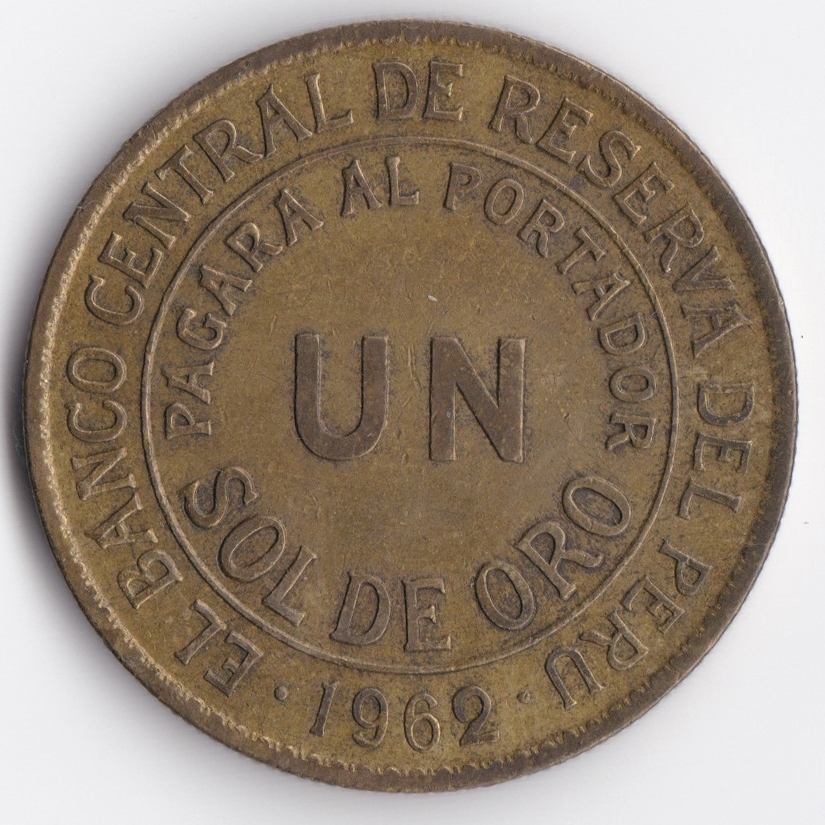 EL BANCO CENTRAL DE RESERVA DEL PERU
PAGARA AL PORTADOR
UN
SOL DE ORO
· 1962 ·